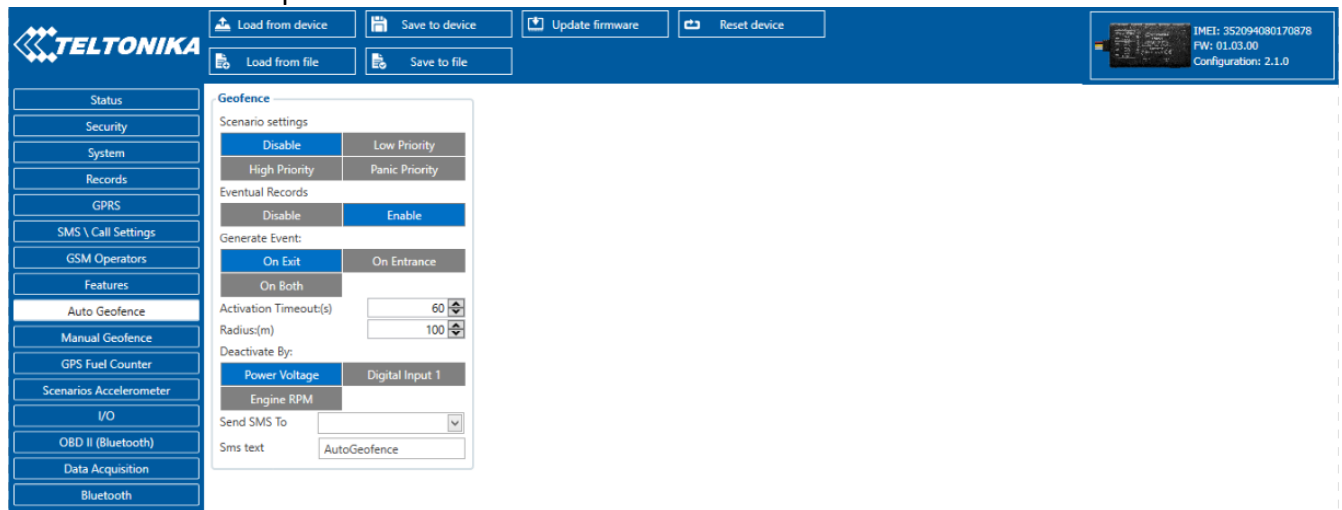 TELTONIKA
Load from device
Save to device
Update firmware
Reset device
Load from file
Save to file
IMEI: 352094080170878
FW: 01.03.00
Configuration: 2.1.0
Status
Security
System
Records
GPRS
SMS \ Call Settings
GSM Operators
Features
Auto Geofence
Manual Geofence
GPS Fuel Counter
Scenarios Accelerometer
I/O
OBD II (Bluetooth)
Data Acquisition
Bluetooth
Geofence
Scenario settings
Disable Low Priority
High Priority Panic Priority
Eventual Records
Disable Enable
Generate Event:
On Exit On Entrance
On Both
Activation Timeout:(s) 60
Radius:(m) 100
Deactivate By:
Power Voltage Digital Input 1
Engine RPM
Send SMS To
Sms text AutoGeofence